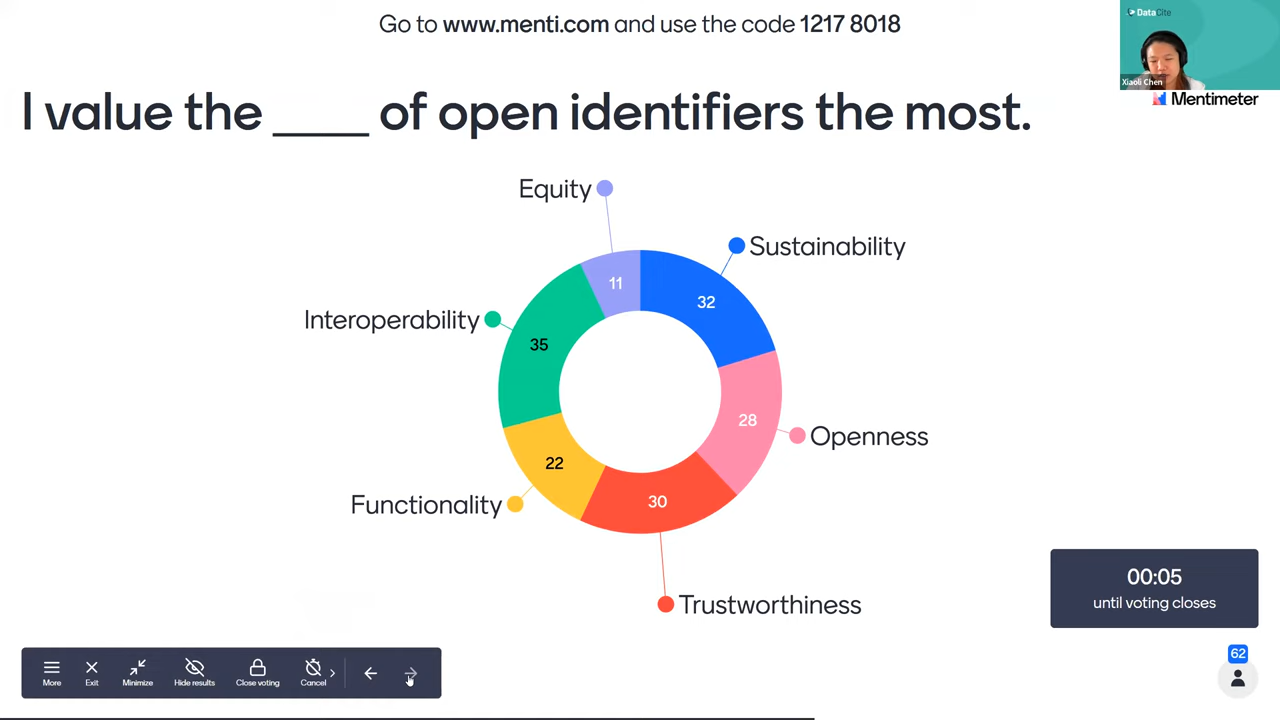 Go to www.menti.com and use the code 1217 8018
DataCite
Xiaoli Chen
Mentimeter
I value the ____ of open identifiers the most.
Equity
Sustainability
11
32
Interoperability
35
28
Openness
22
Functionality
30
Trustworthiness
00:05
until voting closes
62
More
Exit
Minimize
Hide results
Close voting
Cancel